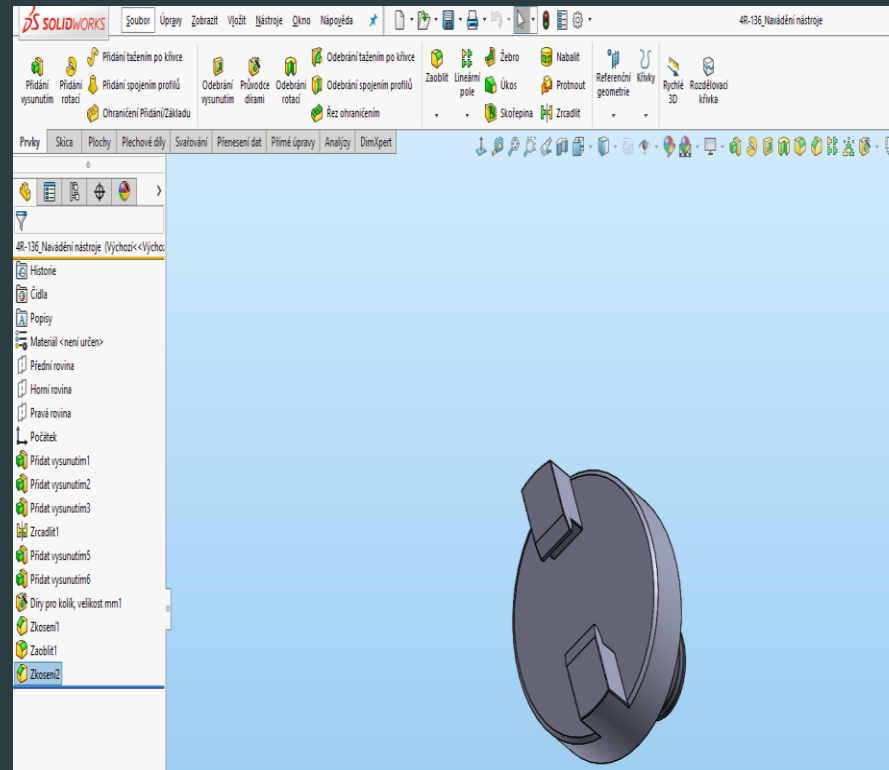 SOLIDWORKS Soubor Úpravy Zobrazit Vložit Nástroje Okno Nápověda 4R-136_Navádění nástroje
Přidání vysunutím
Přidání rotací
Přidání tažením po křivce
Přidání spojením profilů
Ohraničení Přidání/Základu
Odebrání vysunutím
Průvodce dírami
Odebrání rotací
Odebrání tažením po křivce
Odebrání spojením profilů
Řez ohraničením
Zaoblit
Lineární pole
Žebro
Úkos
Skořepina
Nabalit
Protnout
Zrcadlit
Referenční geometrie
Křivky
Rychlé 3D
Rozdělovací křivka
Prvky Skica Plochy Plechové díly Svařování Přenesení dat Přímé úpravy Analýzy DimXpert
4R-136_Navádění nástroje (Výchozí<<Výcho
Historie
Čidla
Popisy
Materiál <není určen>
Přední rovina
Horní rovina
Pravá rovina
Počátek
Přidat vysunutím1
Přidat vysunutím2
Přidat vysunutím3
Zrcadlit1
Přidat vysunutím5
Přidat vysunutím6
Díry pro kolík, velikost mm1
Zkosení1
Zaoblit1
Zkosení2